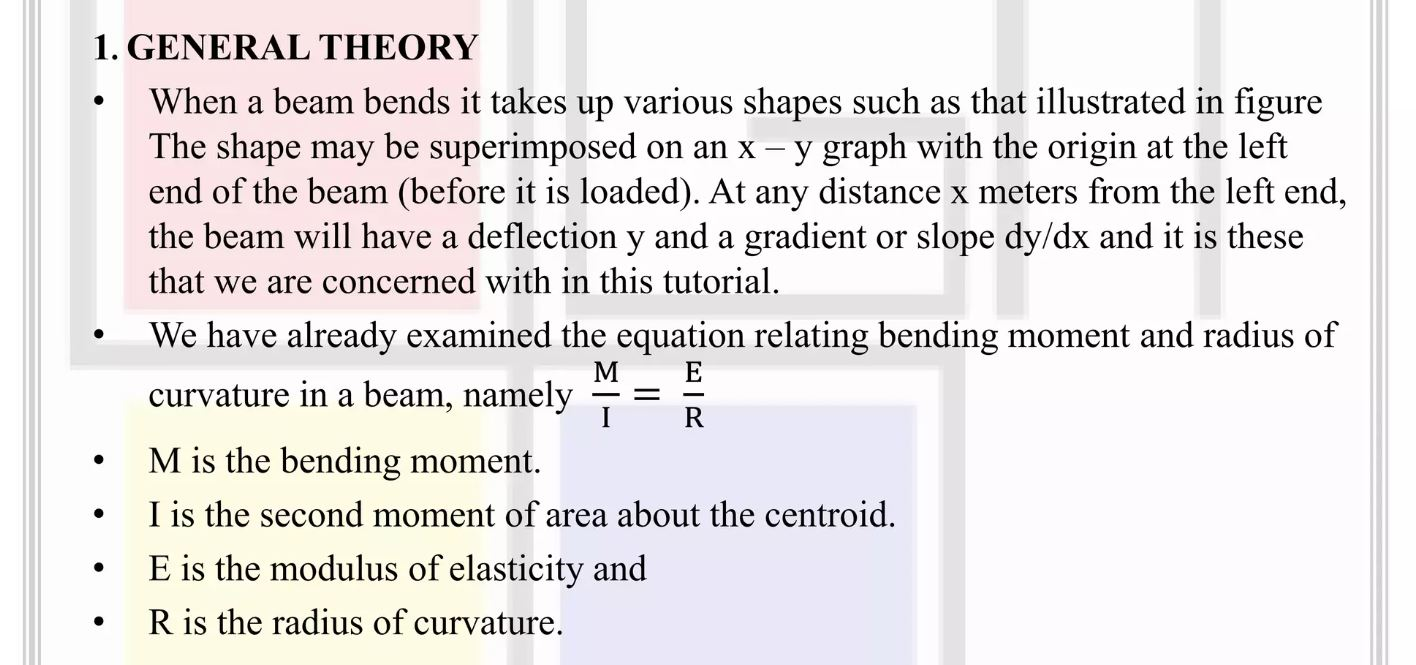 1. GENERAL THEORY
• When a beam bends it takes up various shapes such as that illustrated in figure
The shape may be superimposed on an x – y graph with the origin at the left
end of the beam (before it is loaded). At any distance x meters from the left end,
the beam will have a deflection y and a gradient or slope dy/dx and it is these
that we are concerned with in this tutorial.
• We have already examined the equation relating bending moment and radius of
curvature in a beam, namely M/I = E/R
• M is the bending moment.
• I is the second moment of area about the centroid.
• E is the modulus of elasticity and
• R is the radius of curvature.